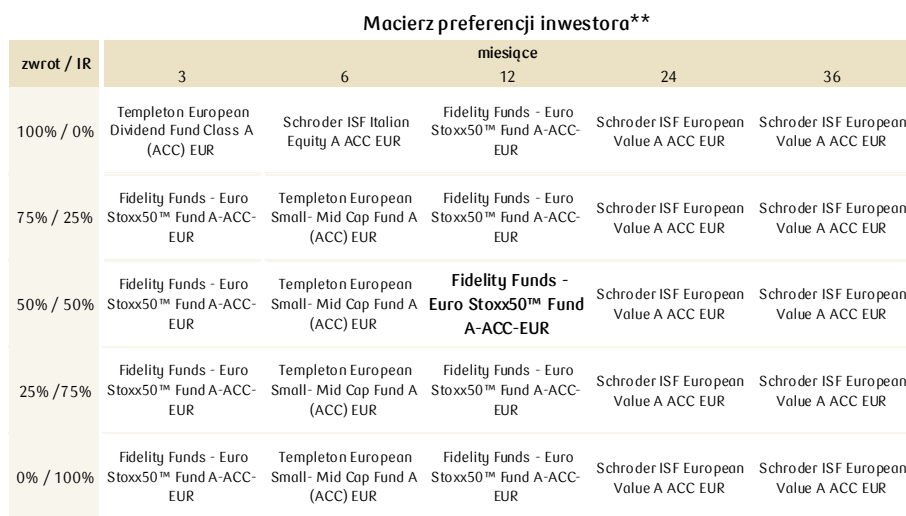 Macierz preferencji inwestora**
zwrot / IR
miesiące
3 6 12 24 36
100% / 0%
Templeton European
Dividend Fund Class A
(ACC) EUR
Schroder ISF Italian
Equity A ACC EUR
Fidelity Funds - Euro
Stoxx50™ Fund A-ACC-
EUR
Schroder ISF European
Value A ACC EUR
Schroder ISF European
Value A ACC EUR
75% / 25%
Fidelity Funds - Euro
Stoxx50™ Fund A-ACC-
EUR
Templeton European
Small- Mid Cap Fund A
(ACC) EUR
Fidelity Funds - Euro
Stoxx50™ Fund A-ACC-
EUR
Schroder ISF European
Value A ACC EUR
Schroder ISF European
Value A ACC EUR
50% / 50%
Fidelity Funds - Euro
Stoxx50™ Fund A-ACC-
EUR
Templeton European
Small- Mid Cap Fund A
(ACC) EUR
Fidelity Funds -
Euro Stoxx50™ Fund
A-ACC-EUR
Schroder ISF European
Value A ACC EUR
Schroder ISF European
Value A ACC EUR
25% /75%
Fidelity Funds - Euro
Stoxx50™ Fund A-ACC-
EUR
Templeton European
Small- Mid Cap Fund A
(ACC) EUR
Fidelity Funds - Euro
Stoxx50™ Fund A-ACC-
EUR
Schroder ISF European
Value A ACC EUR
Schroder ISF European
Value A ACC EUR
0% / 100%
Fidelity Funds - Euro
Stoxx50™ Fund A-ACC-
EUR
Templeton European
Small- Mid Cap Fund A
(ACC) EUR
Fidelity Funds - Euro
Stoxx50™ Fund A-ACC-
EUR
Schroder ISF European
Value A ACC EUR
Schroder ISF European
Value A ACC EUR